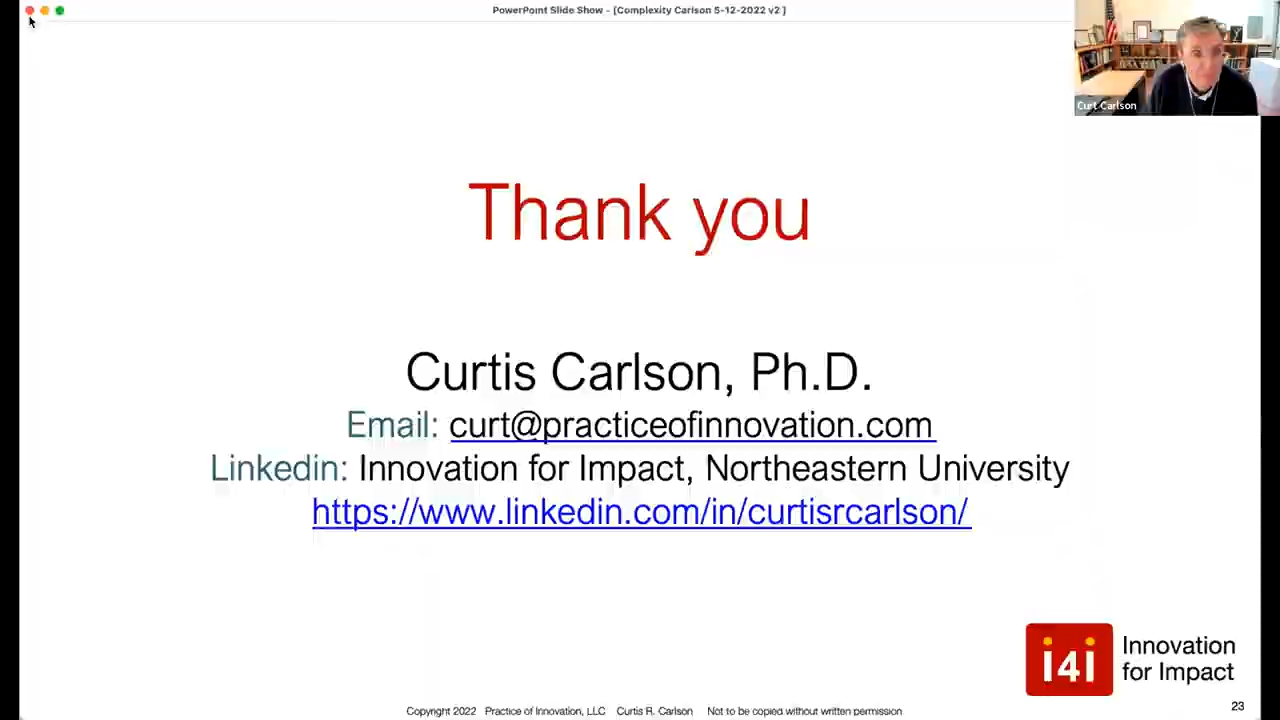 PowerPoint Slide Show - [Complexity Carlson 5-12-2022 v2 ]
Curt Carlson
Thank you
Curtis Carlson, Ph.D.
Email: curt@practiceofinnovation.com
Linkedin: Innovation for Impact, Northeastern University
https://www.linkedin.com/in/curtisrcarlson/
i4i
Innovation
for Impact
Copyright 2022 Practice of Innovation, LLC Curtis R. Carlson Not to be copied without written permission
23